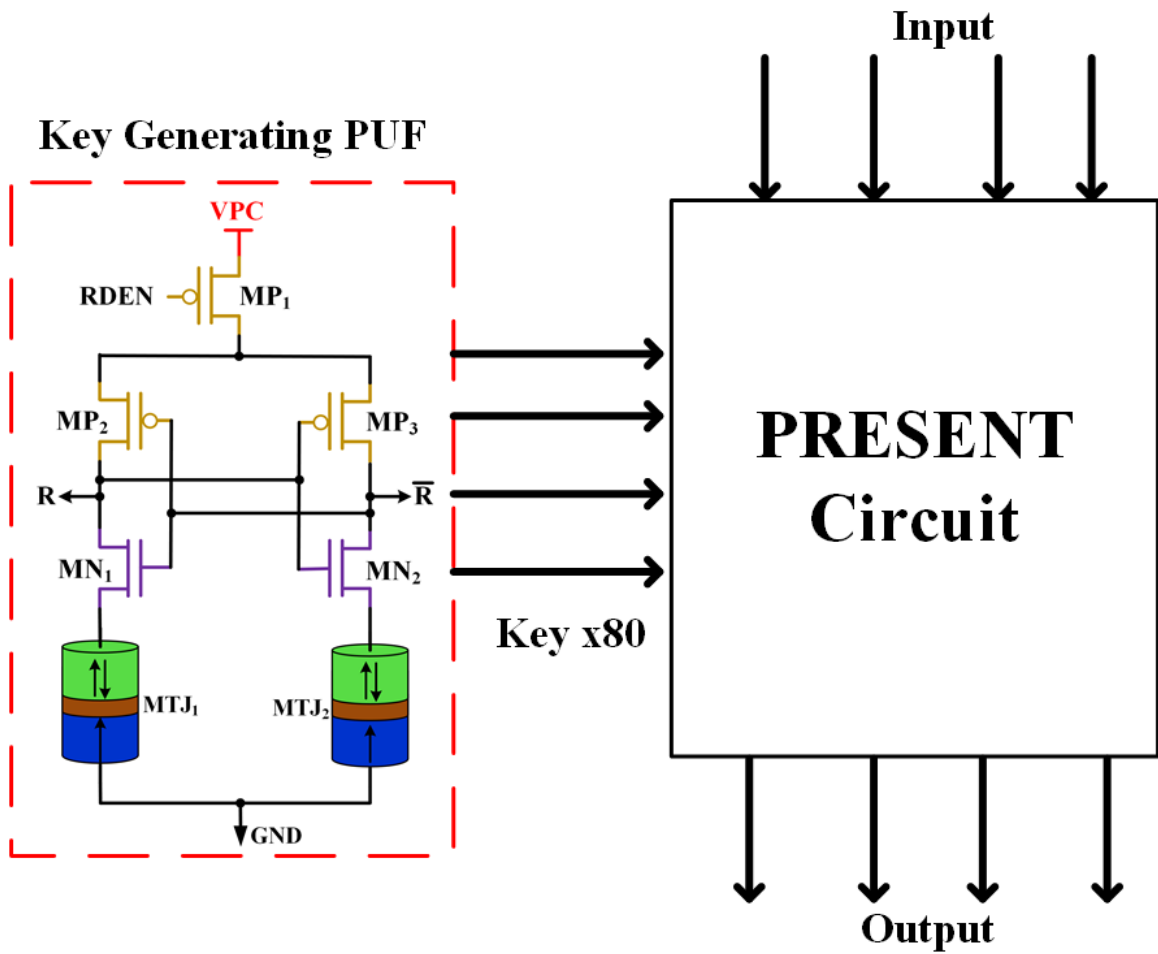 Input
Key Generating PUF
VPC
RDEN
MP₁
MP₂
MP₃
R
R̅
MN₁
MN₂
MTJ₁
MTJ₂
GND
Key x80
PRESENT
Circuit
Output